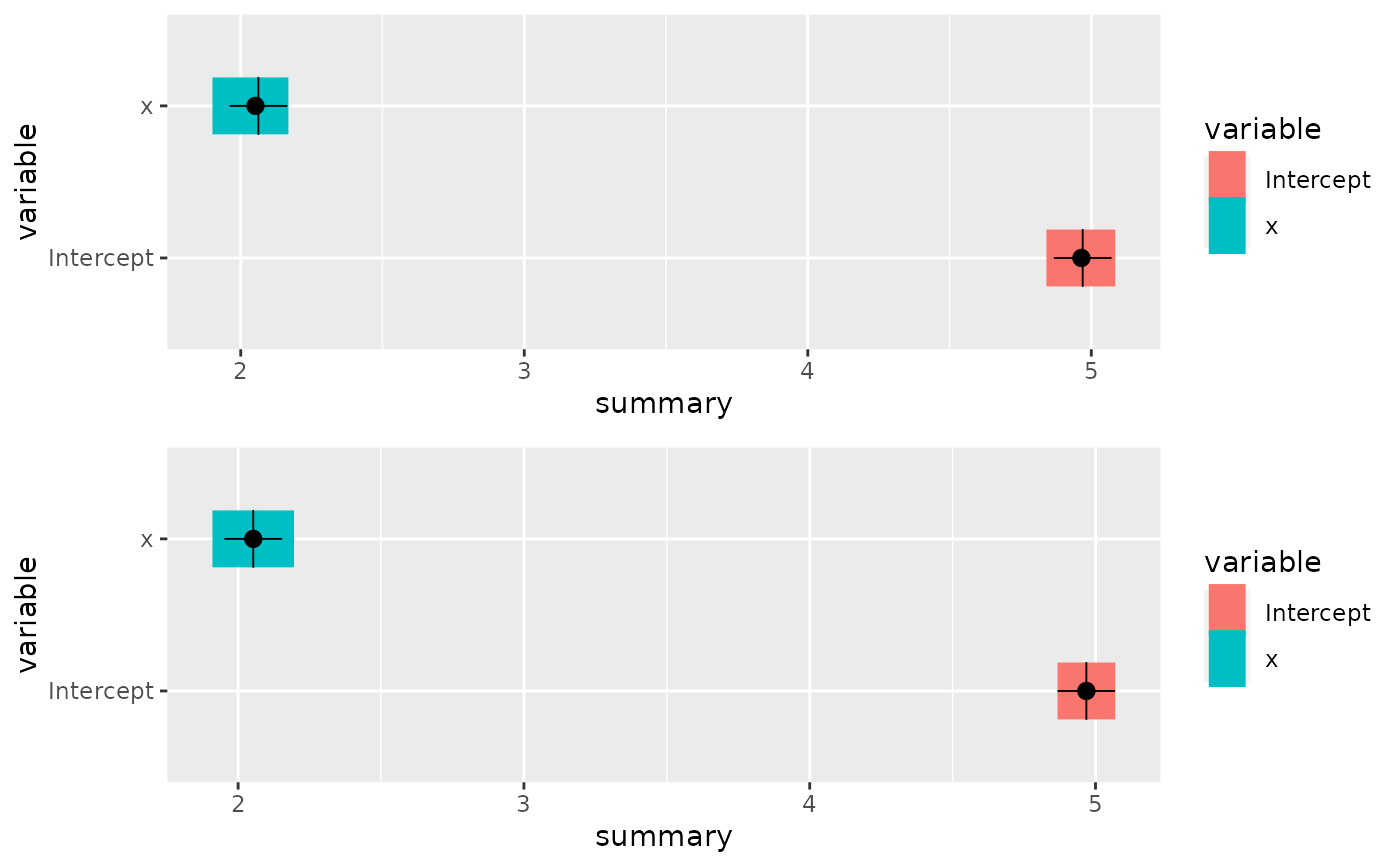 variable
x
Intercept
2 3 4 5
summary
variable
Intercept
x
variable
x
Intercept
2 3 4 5
summary
variable
Intercept
x